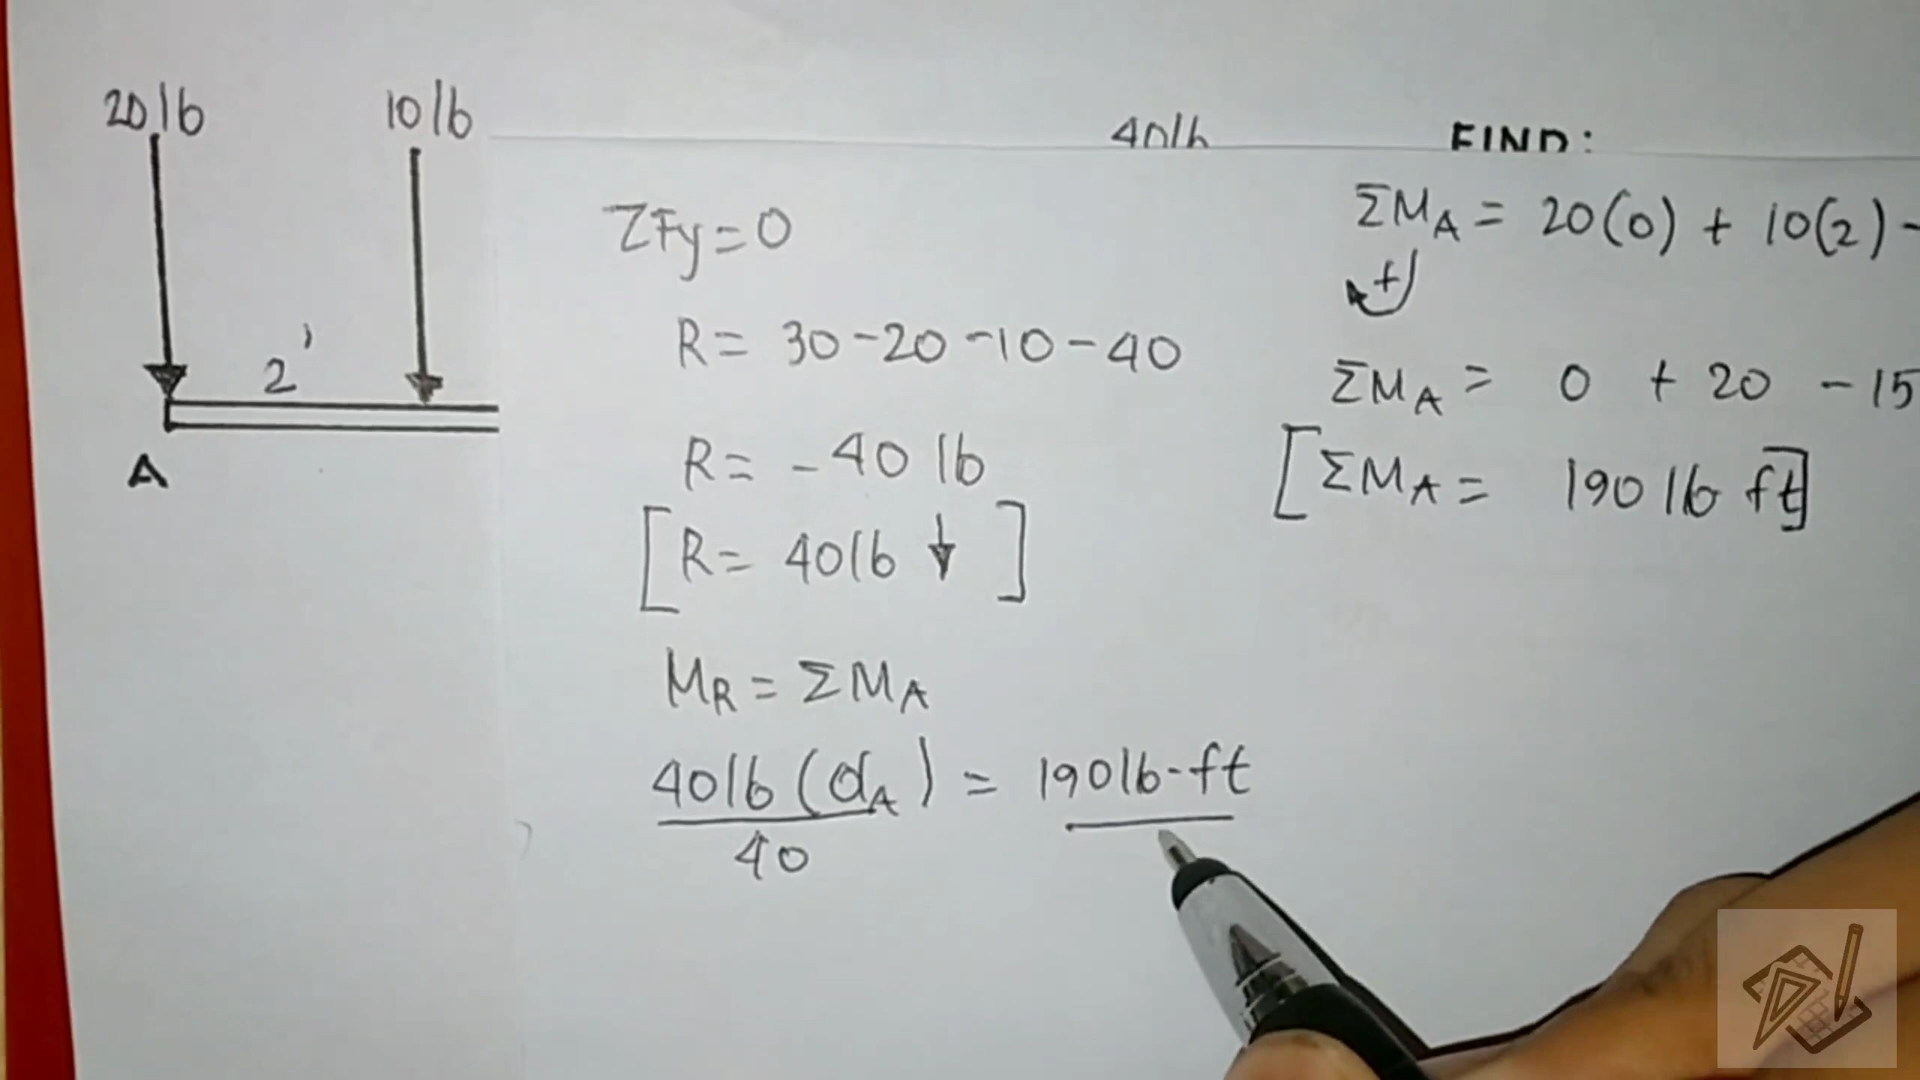 20lb
10lb
40lb
FIND:
2'
A
ΣFy=0
R= 30-20-10-40
R= -40 lb
[R= 40lb ↓]
MR = ΣMA
40lb (dA) = 190lb-ft
40
ΣMA = 20(0) + 10(2) -
+
ΣMA = 0 + 20 - 15
[ΣMA = 190 lb ft]